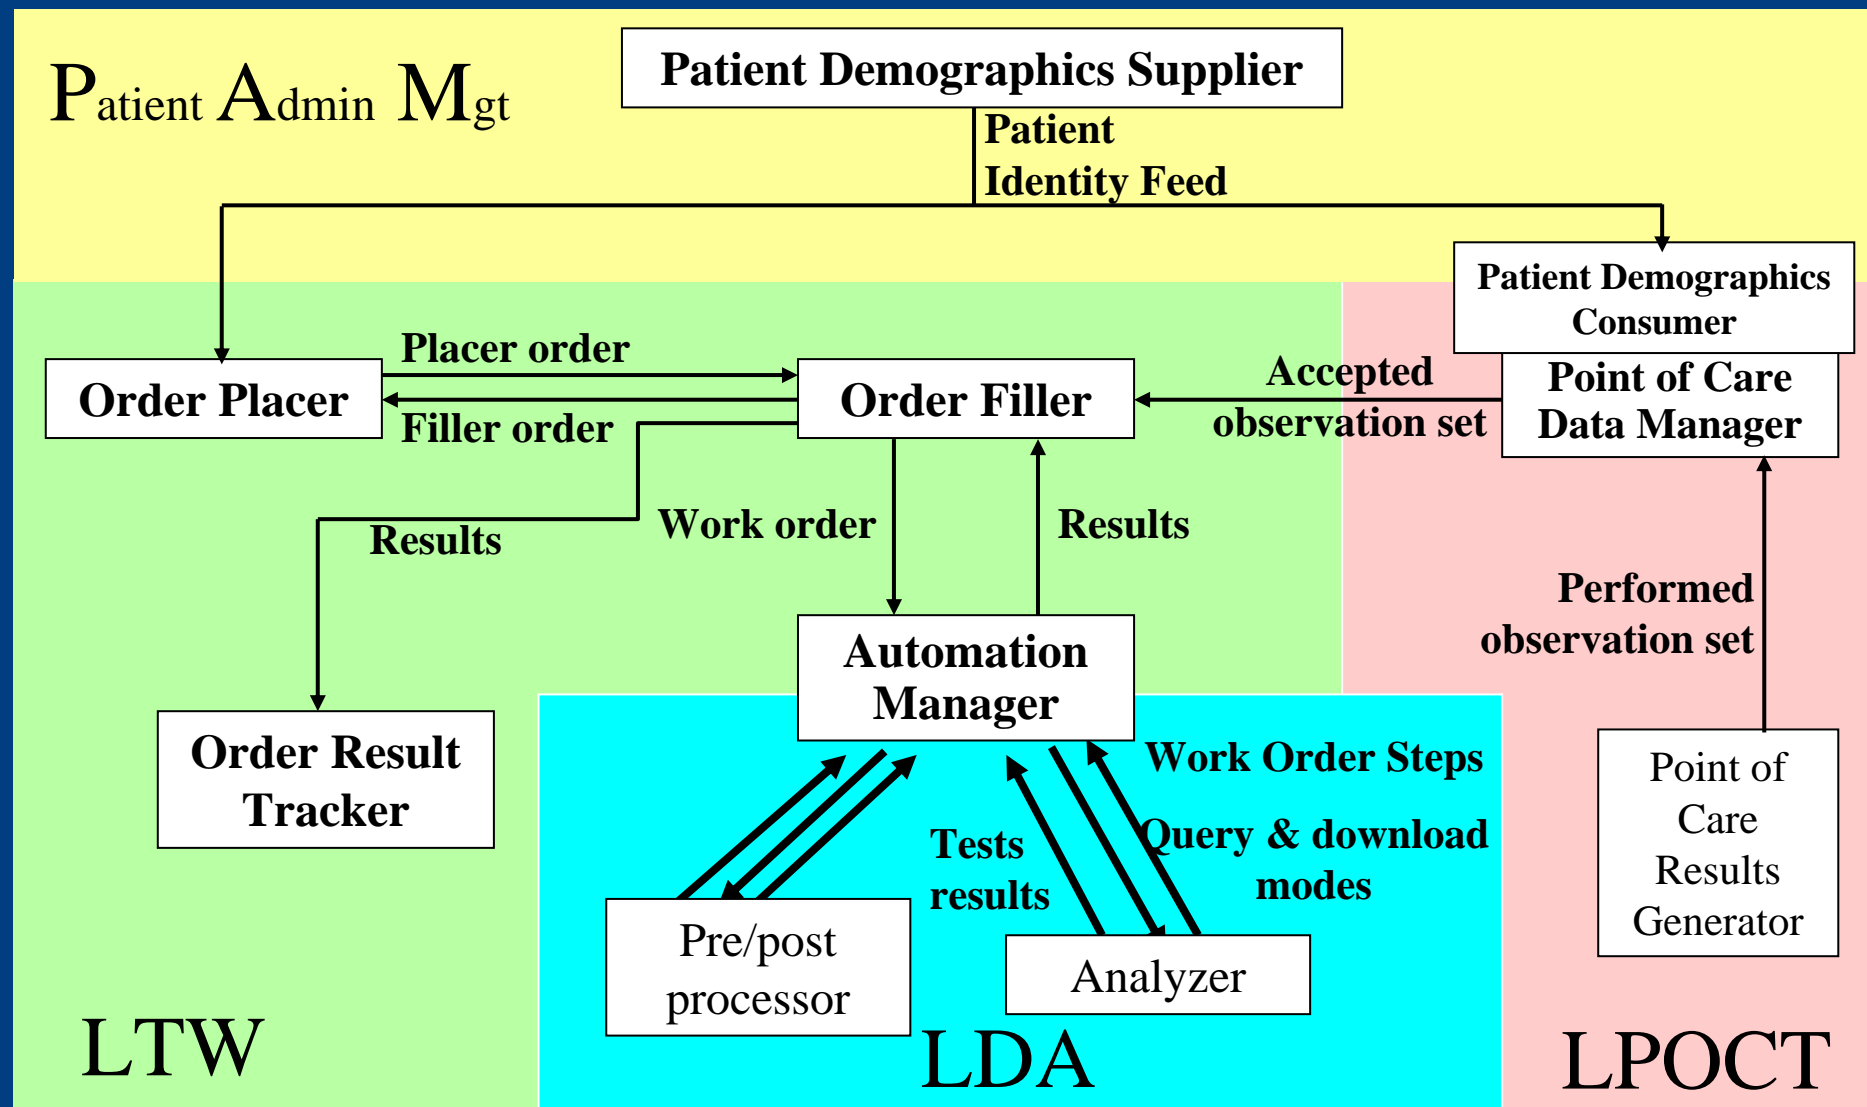 Patient Admin Mgt
Patient Demographics Supplier
Patient
Identity Feed
Patient Demographics
Consumer
Order Placer
Placer order
Filler order
Order Filler
Accepted
observation set
Point of Care
Data Manager
Results
Work order
Results
Performed
observation set
Automation
Manager
Order Result
Tracker
Work Order Steps
Query & download
modes
Tests
results
Point of
Care
Results
Generator
Pre/post
processor
Analyzer
LTW
LDA
LPOCT